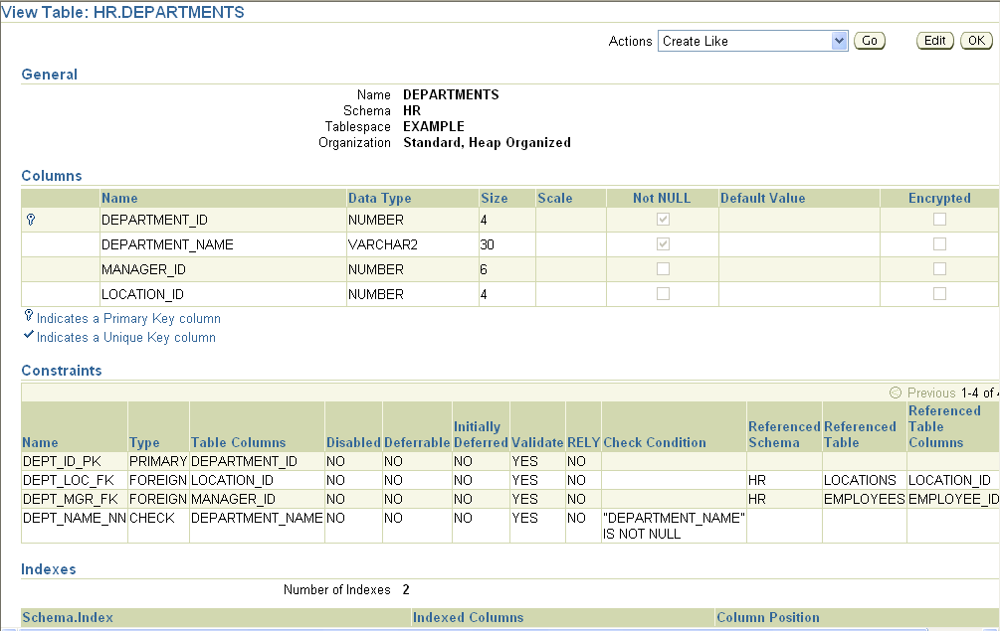 View Table: HR.DEPARTMENTS
Actions Create Like Go Edit OK
General
Name DEPARTMENTS
Schema HR
Tablespace EXAMPLE
Organization Standard, Heap Organized
Columns
Name Data Type Size Scale Not NULL Default Value Encrypted
DEPARTMENT_ID NUMBER 4
DEPARTMENT_NAME VARCHAR2 30
MANAGER_ID NUMBER 6
LOCATION_ID NUMBER 4
Indicates a Primary Key column
Indicates a Unique Key column
Constraints
Previous 1-4 of 4
Name Type Table Columns Disabled Deferrable Initially Deferred Validate RELY Check Condition Referenced Schema Referenced Table Referenced Table Columns
DEPT_ID_PK PRIMARY DEPARTMENT_ID NO NO NO YES NO
DEPT_LOC_FK FOREIGN LOCATION_ID NO NO NO YES NO HR LOCATIONS LOCATION_ID
DEPT_MGR_FK FOREIGN MANAGER_ID NO NO NO YES NO HR EMPLOYEES EMPLOYEE_ID
DEPT_NAME_NN CHECK DEPARTMENT_NAME NO NO NO YES NO "DEPARTMENT_NAME"
IS NOT NULL
Indexes
Number of Indexes 2
Schema.Index Indexed Columns Column Position